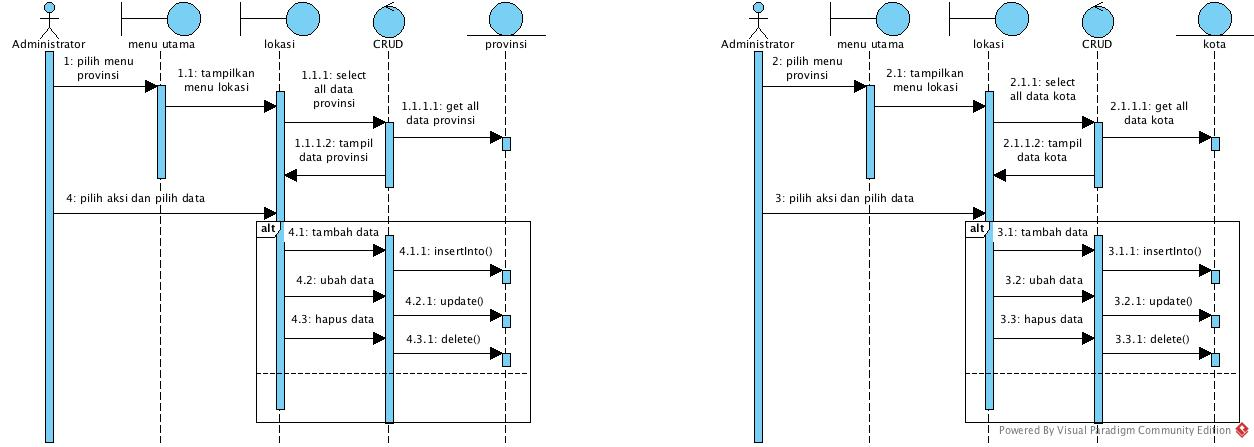 Administrator
menu utama
lokasi
CRUD
provinsi
1: pilih menu
provinsi
1.1: tampilkan
menu lokasi
1.1.1: select
all data
provinsi
1.1.1.1: get all
data provinsi
1.1.1.2: tampil
data provinsi
4: pilih aksi dan pilih data
alt
4.1: tambah data
4.1.1: insertInto()
4.2: ubah data
4.2.1: update()
4.3: hapus data
4.3.1: delete()
Administrator
menu utama
lokasi
CRUD
kota
2: pilih menu
provinsi
2.1: tampilkan
menu lokasi
2.1.1: select
all data kota
2.1.1.1: get all
data kota
2.1.1.2: tampil
data kota
3: pilih aksi dan pilih data
alt
3.1: tambah data
3.1.1: insertInto()
3.2: ubah data
3.2.1: update()
3.3: hapus data
3.3.1: delete()
Powered By Visual Paradigm Community Edition